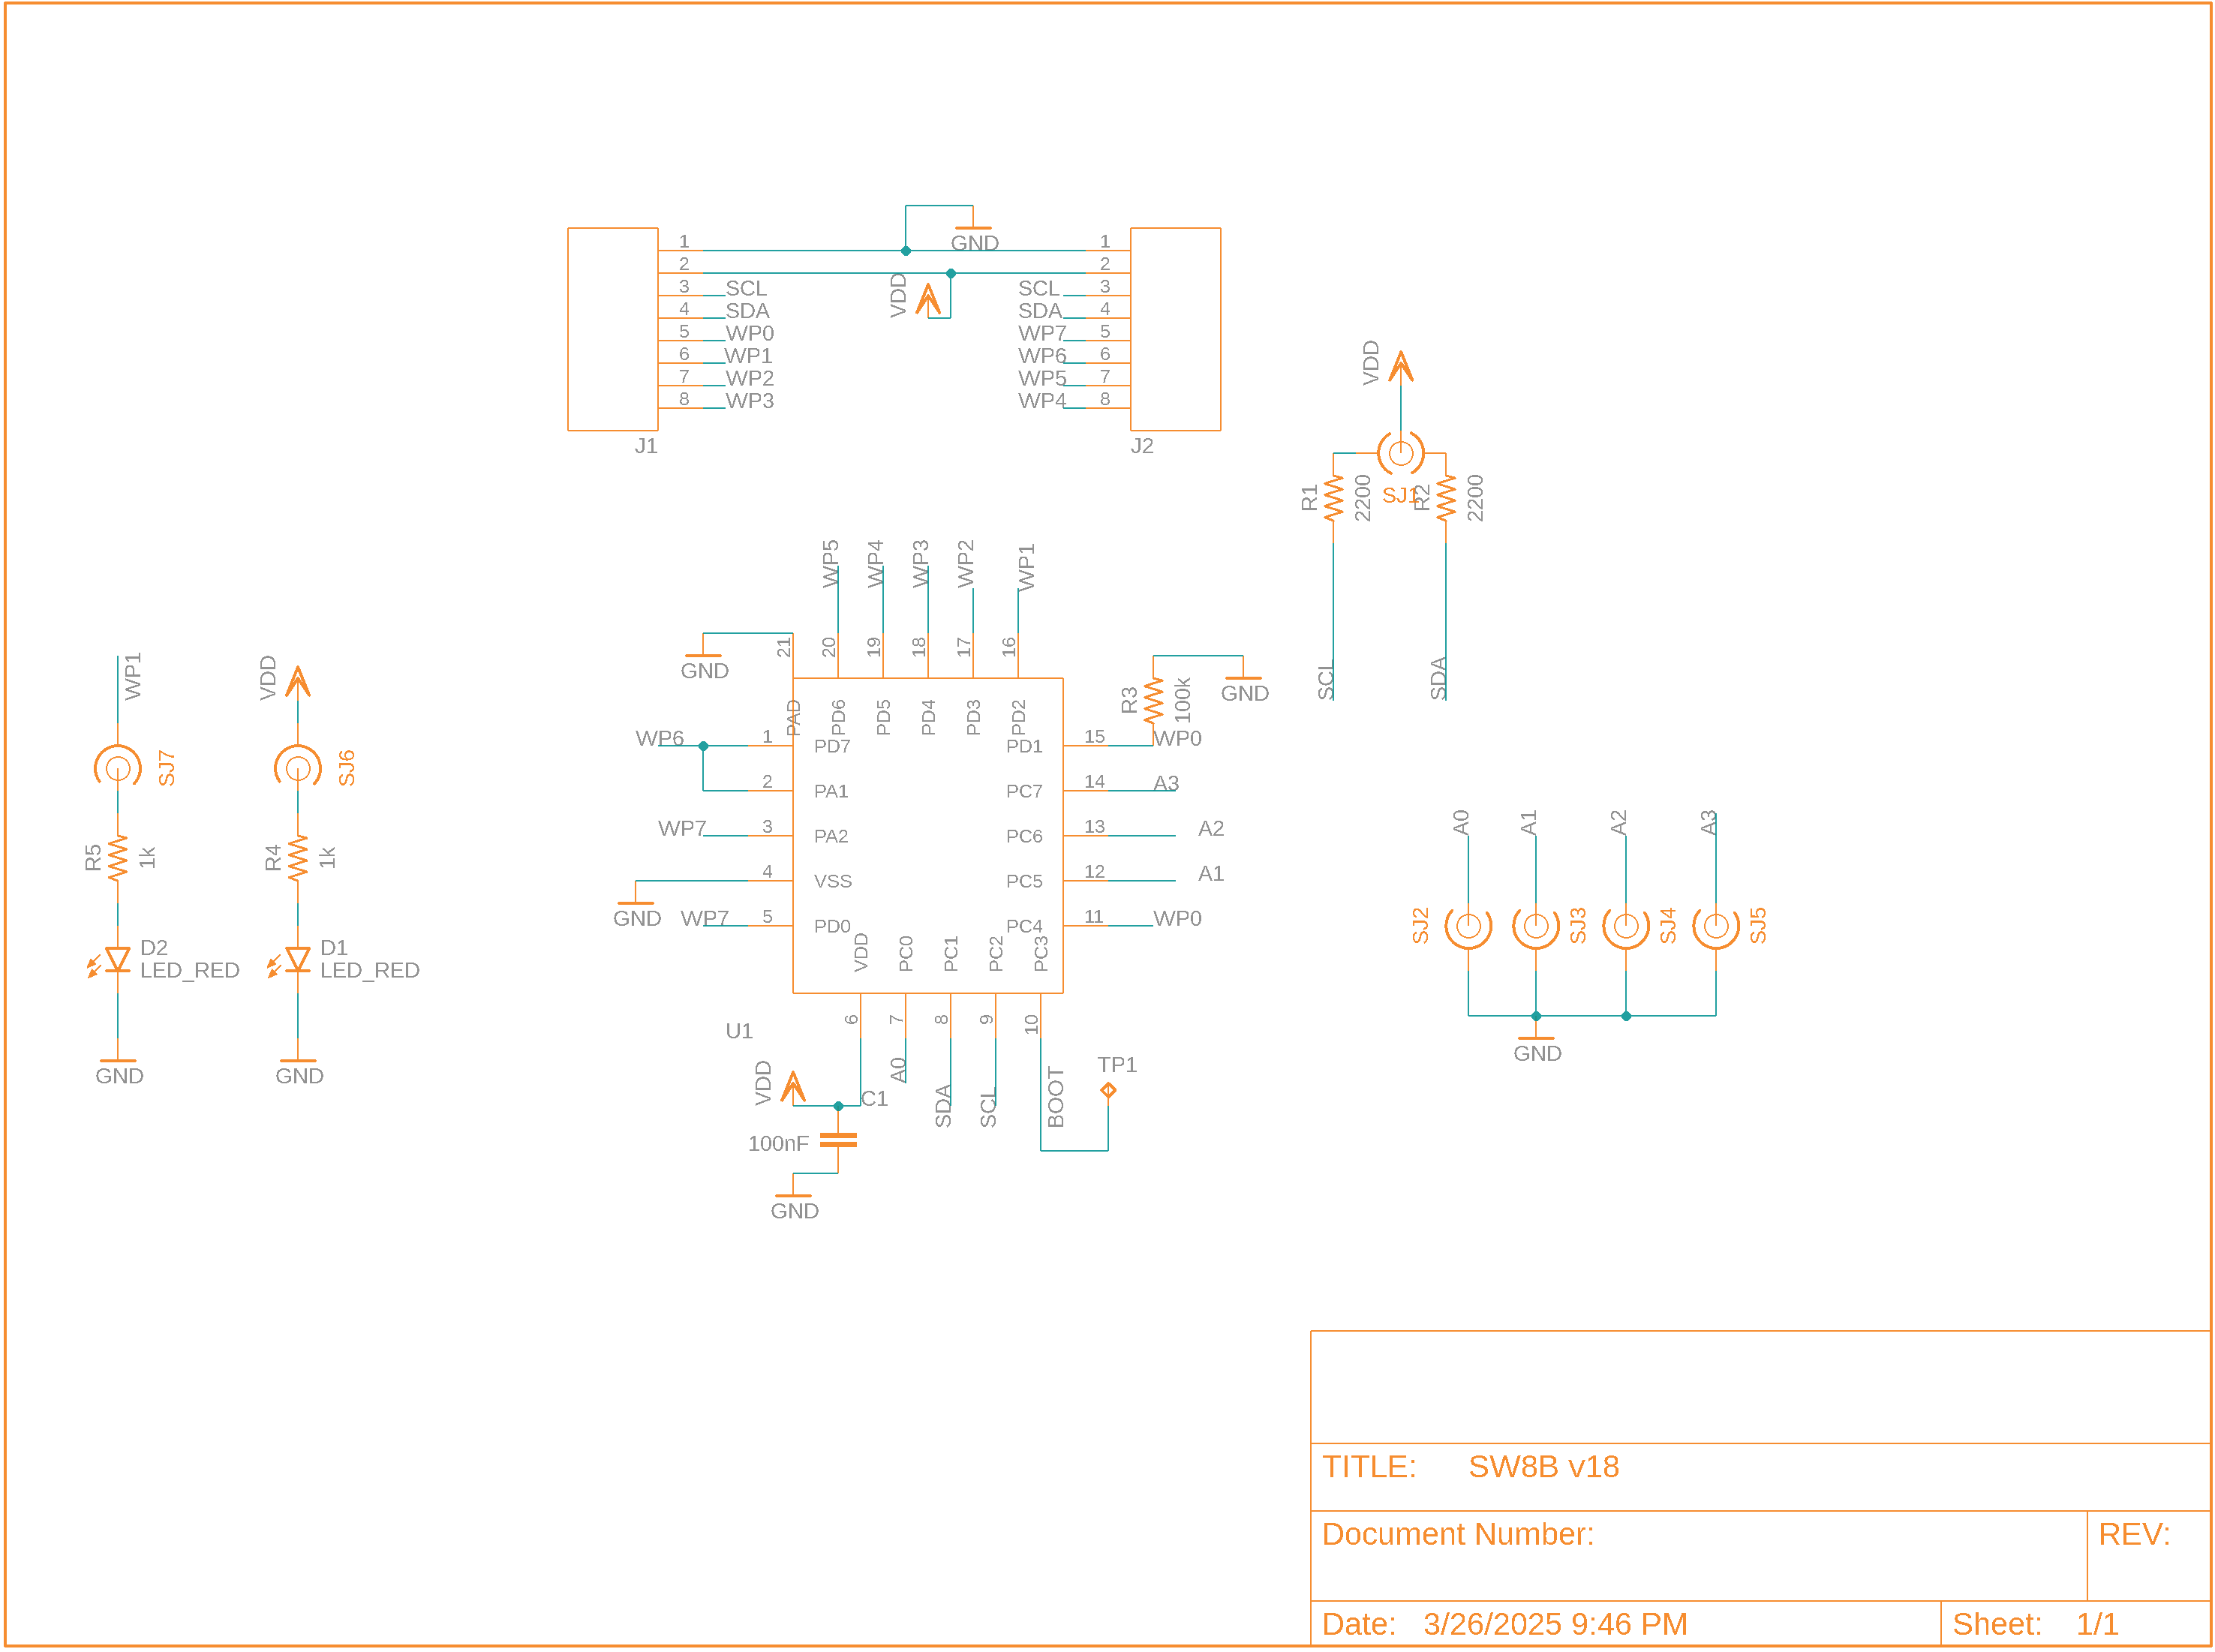 GND
1
2
3
4
5
6
7
8
SCL
SDA
WP0
WP1
WP2
WP3
J1
VDD
1
2
3
4
5
6
7
8
SCL
SDA
WP7
WP6
WP5
WP4
J2
VDD
SJ1
R1
2200
R2
2200
SCL
SDA
WP5
WP4
WP3
WP2
WP1
21
20
19
18
17
16
GND
PAD
PD6
PD5
PD4
PD3
PD2
R3
100k
GND
WP6 1 PD7
2 PA1
WP7 3 PA2
4 VSS
GND
WP7 5 PD0
PD1 15 WP0
PC7 14 A3
PC6 13 A2
PC5 12 A1
PC4 11 WP0
VDD
PC0
PC1
PC2
PC3
6
7
8
9
10
U1
VDD
A0
SDA
SCL
BOOT
TP1
C1
100nF
GND
WP1
SJ7
R5
1k
D2
LED_RED
GND
VDD
SJ6
R4
1k
D1
LED_RED
GND
A0
A1
A2
A3
SJ2
SJ3
SJ4
SJ5
GND
TITLE: SW8B v18
Document Number:
REV:
Date: 3/26/2025 9:46 PM
Sheet: 1/1